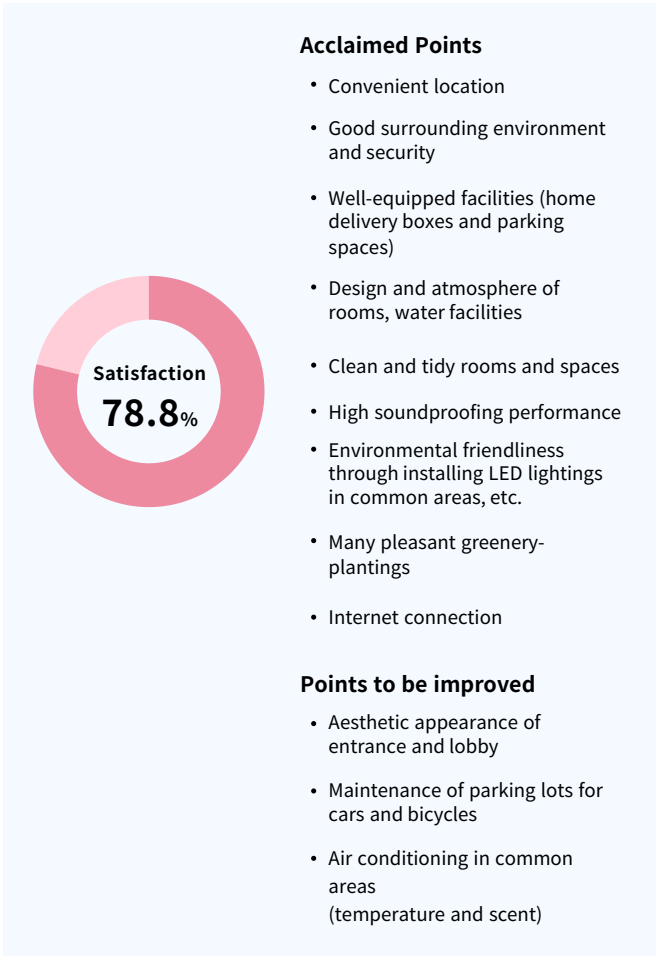 Satisfaction
78.8%
Acclaimed Points
• Convenient location
• Good surrounding environment
and security
• Well-equipped facilities (home
delivery boxes and parking
spaces)
• Design and atmosphere of
rooms, water facilities
• Clean and tidy rooms and spaces
• High soundproofing performance
• Environmental friendliness
through installing LED lightings
in common areas, etc.
• Many pleasant greenery-
plantings
• Internet connection
Points to be improved
• Aesthetic appearance of
entrance and lobby
• Maintenance of parking lots for
cars and bicycles
• Air conditioning in common
areas
(temperature and scent)